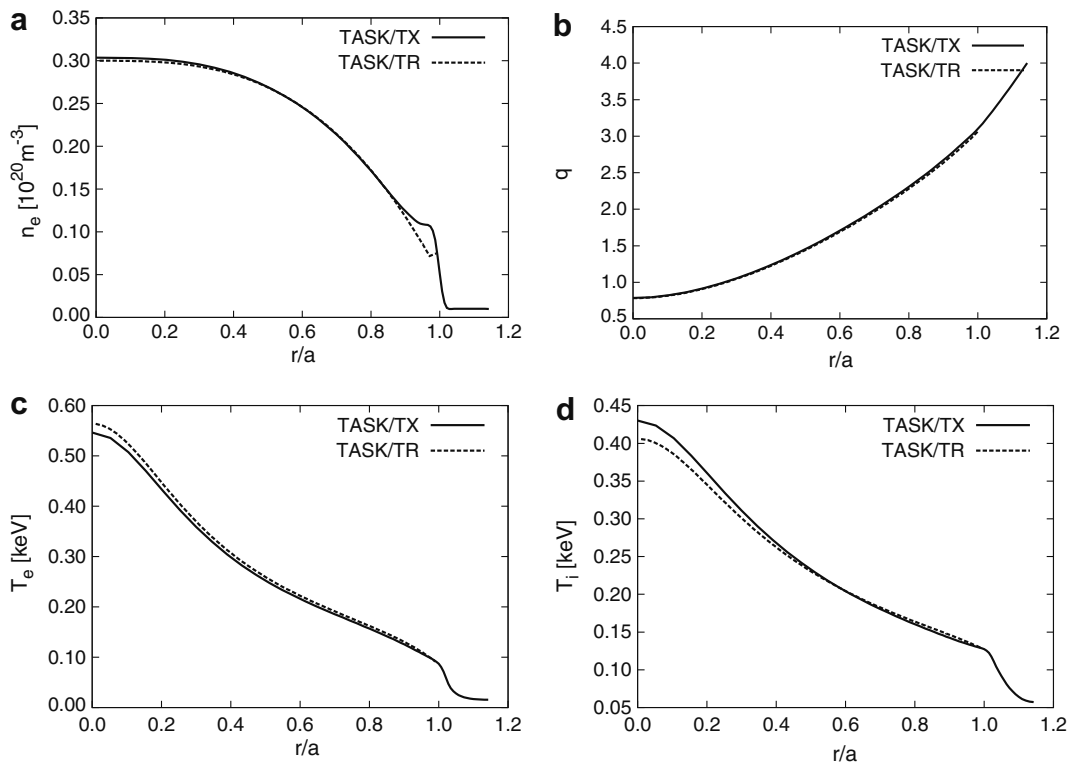 a
0.35
0.30
0.25
0.20
0.15
0.10
0.05
0.00
n_e [10^20 m^-3]
TASK/TX
TASK/TR
0.0 0.2 0.4 0.6 0.8 1.0 1.2
r/a
b
4.5
4.0
3.5
3.0
2.5
2.0
1.5
1.0
0.5
q
TASK/TX
TASK/TR
0.0 0.2 0.4 0.6 0.8 1.0 1.2
r/a
c
0.60
0.50
0.40
0.30
0.20
0.10
0.00
T_e [keV]
TASK/TX
TASK/TR
0.0 0.2 0.4 0.6 0.8 1.0 1.2
r/a
d
0.45
0.40
0.35
0.30
0.25
0.20
0.15
0.10
0.05
T_i [keV]
TASK/TX
TASK/TR
0.0 0.2 0.4 0.6 0.8 1.0 1.2
r/a